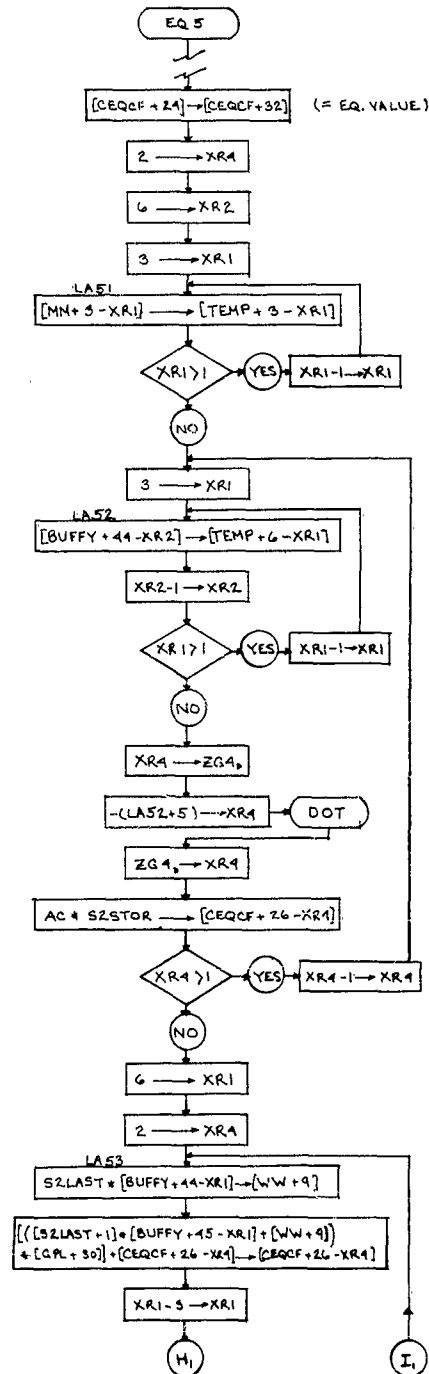 EQ 5
[CEQCF + 24] → [CEQCF + 32] (= EQ. VALUE)
2 → XR4
6 → XR2
3 → XR1
LA51
[MN + 3 - XR1] → [TEMP + 3 - XR1]
XR1 > 1
YES
XR1 - 1 → XR1
NO
3 → XR1
LA52
[BUFFY + 44 - XR2] → [TEMP + 6 - XR1]
XR2 - 1 → XR2
XR1 > 1
YES
XR1 - 1 → XR1
NO
XR4 → ZG4D
-(LA52 + 5) → XR4
DOT
ZG4D → XR4
AC * S2STOR → [CEQCF + 26 - XR4]
XR4 > 1
YES
XR4 - 1 → XR4
NO
6 → XR1
2 → XR4
LA53
S2LAST * [BUFFY + 44 - XR1] → [WW + 9]
[(([S2LAST + 1] * [BUFFY + 45 - XR1] + [WW + 9])
* [GPL + 30]] + [CEQCF + 26 - XR4] → [CEQCF + 26 - XR4]
XR1 - 3 → XR1
H1
I1